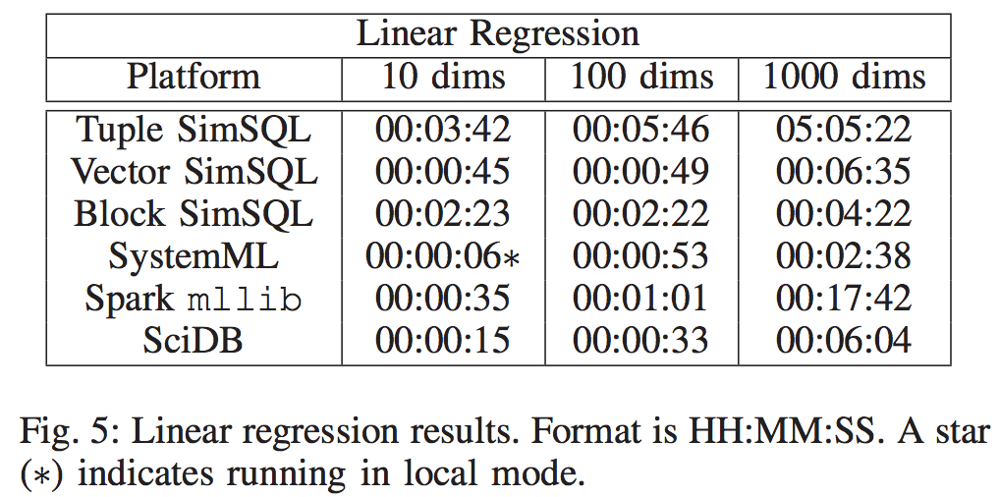 Linear Regression
Platform 10 dims 100 dims 1000 dims
Tuple SimSQL 00:03:42 00:05:46 05:05:22
Vector SimSQL 00:00:45 00:00:49 00:06:35
Block SimSQL 00:02:23 00:02:22 00:04:22
SystemML 00:00:06∗ 00:00:53 00:02:38
Spark mllib 00:00:35 00:01:01 00:17:42
SciDB 00:00:15 00:00:33 00:06:04
Fig. 5: Linear regression results. Format is HH:MM:SS. A star
(∗) indicates running in local mode.